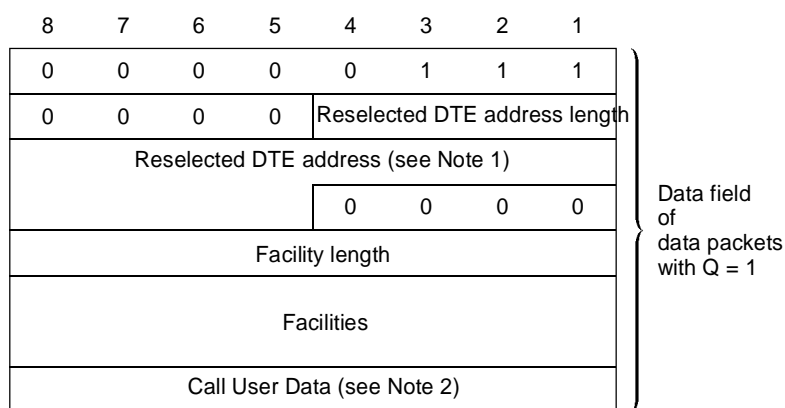 8 7 6 5 4 3 2 1
0 0 0 0 0 1 1 1
0 0 0 0 Reselected DTE address length
Reselected DTE address (see Note 1)
0 0 0 0
Facility length
Facilities
Call User Data (see Note 2)
Data field
of
data packets
with Q = 1